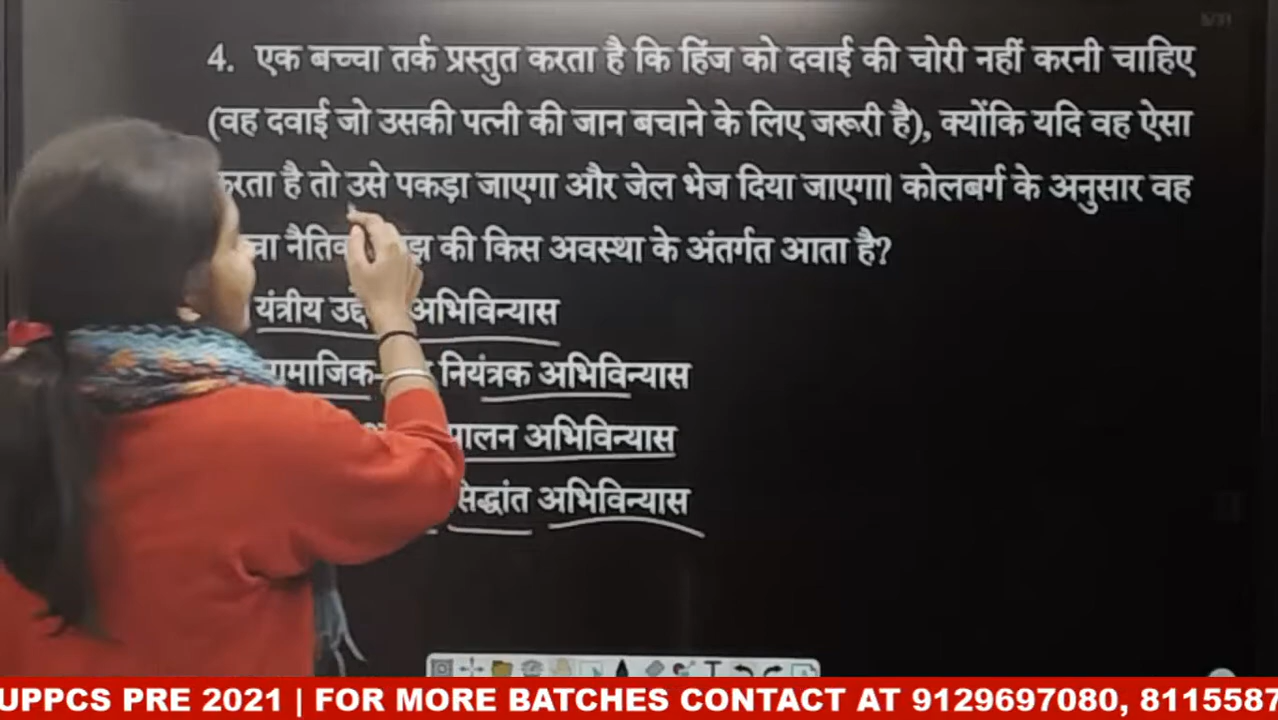 4. एक बच्चा तर्क प्रस्तुत करता है कि हिंज को दवाई की चोरी नहीं करनी चाहिए
(वह दवाई जो उसकी पत्नी की जान बचाने के लिए जरूरी है), क्योंकि यदि वह ऐसा
करता है तो उसे पकड़ा जाएगा और जेल भेज दिया जाएगा। कोलबर्ग के अनुसार वह
की किस अवस्था के अंतर्गत आता है?
यंत्रीय अभिविन्यास
नियंत्रक अभिविन्यास
अभिविन्यास
सिद्धांत अभिविन्यास
UPPCS PRE 2021 | FOR MORE BATCHES CONTACT AT 9129697080, 8115587